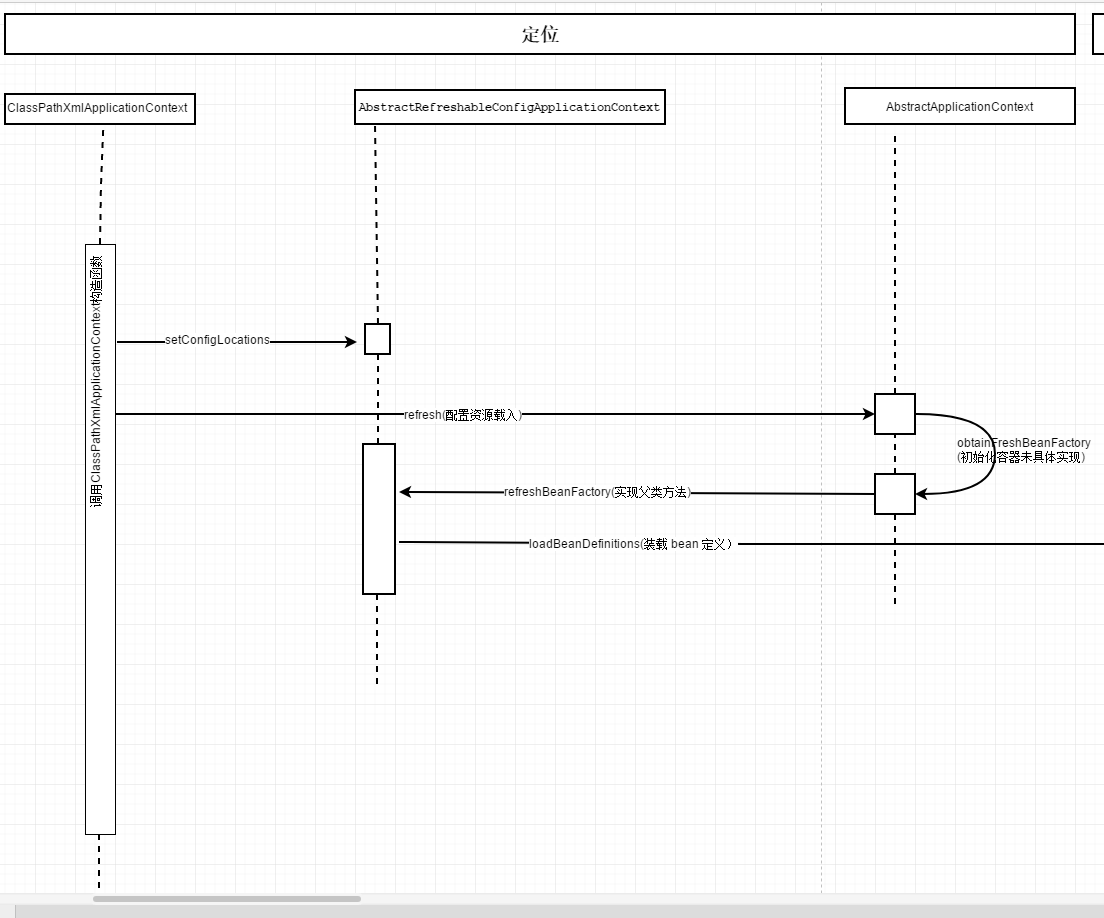 定位
ClassPathXmlApplicationContext
AbstractRefreshableConfigApplicationContext
AbstractApplicationContext
调用ClassPathXmlApplicationContext构造函数
setConfigLocations
refresh(配置资源载入)
obtainFreshBeanFactory
(初始化容器未具体实现)
refreshBeanFactory(实现父类方法)
loadBeanDefinitions(装载 bean 定义）